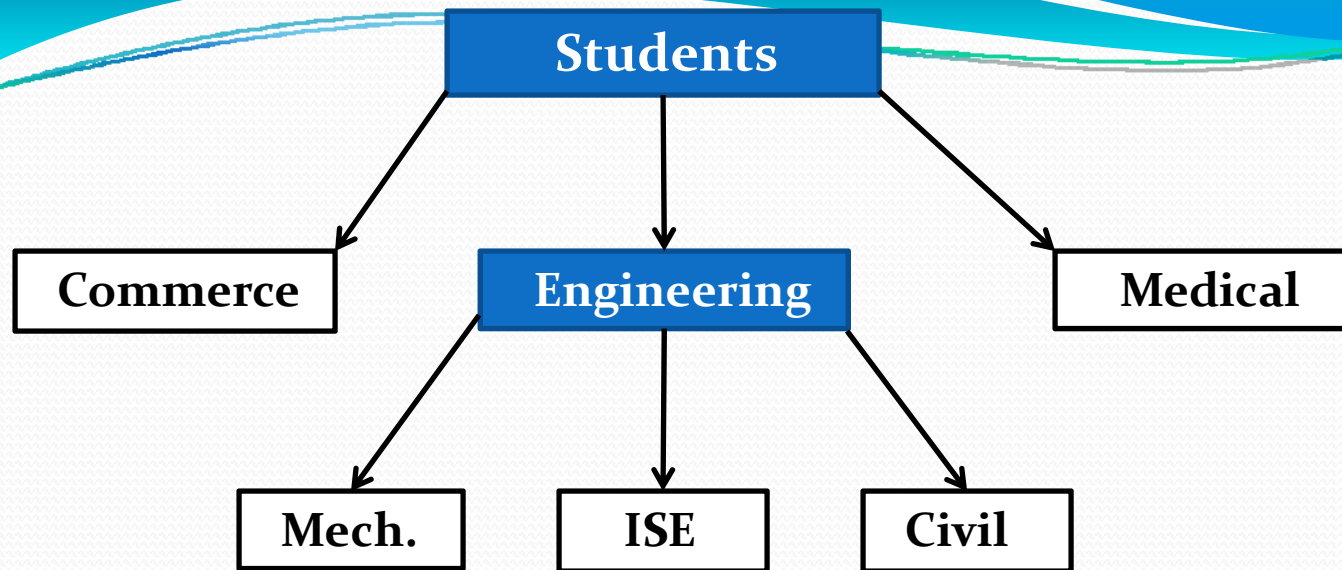 Students
Commerce
Engineering
Medical
Mech.
ISE
Civil